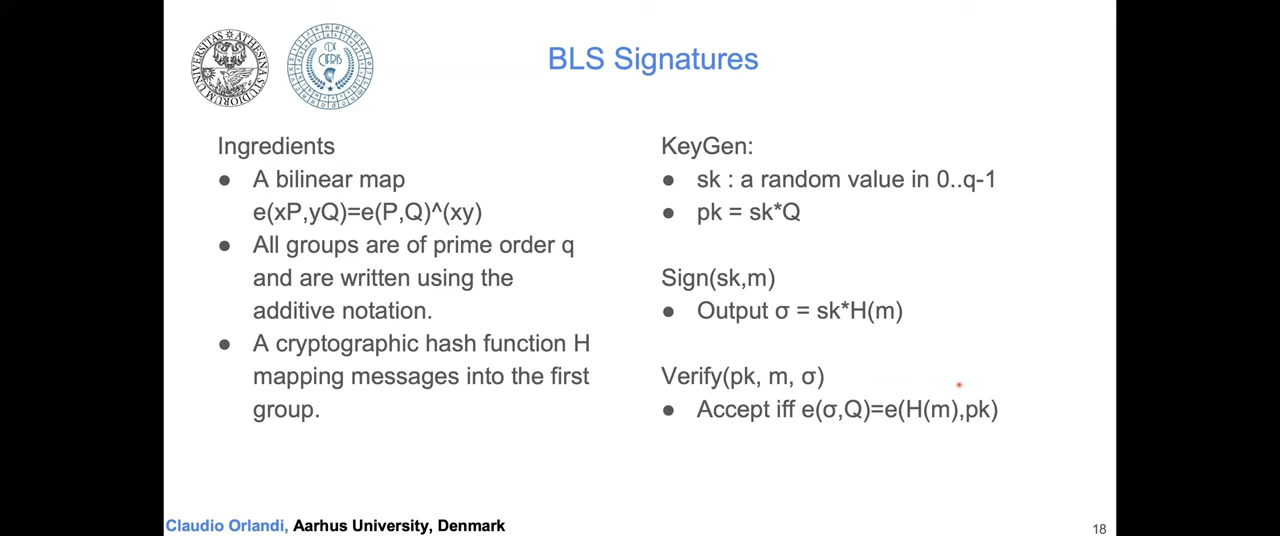 BLS Signatures
Ingredients
● A bilinear map
e(xP,yQ)=e(P,Q)^(xy)
● All groups are of prime order q
and are written using the
additive notation.
● A cryptographic hash function H
mapping messages into the first
group.
KeyGen:
● sk : a random value in 0..q-1
● pk = sk*Q
Sign(sk,m)
● Output σ = sk*H(m)
Verify(pk, m, σ)
● Accept iff e(σ,Q)=e(H(m),pk)
Claudio Orlandi, Aarhus University, Denmark
18